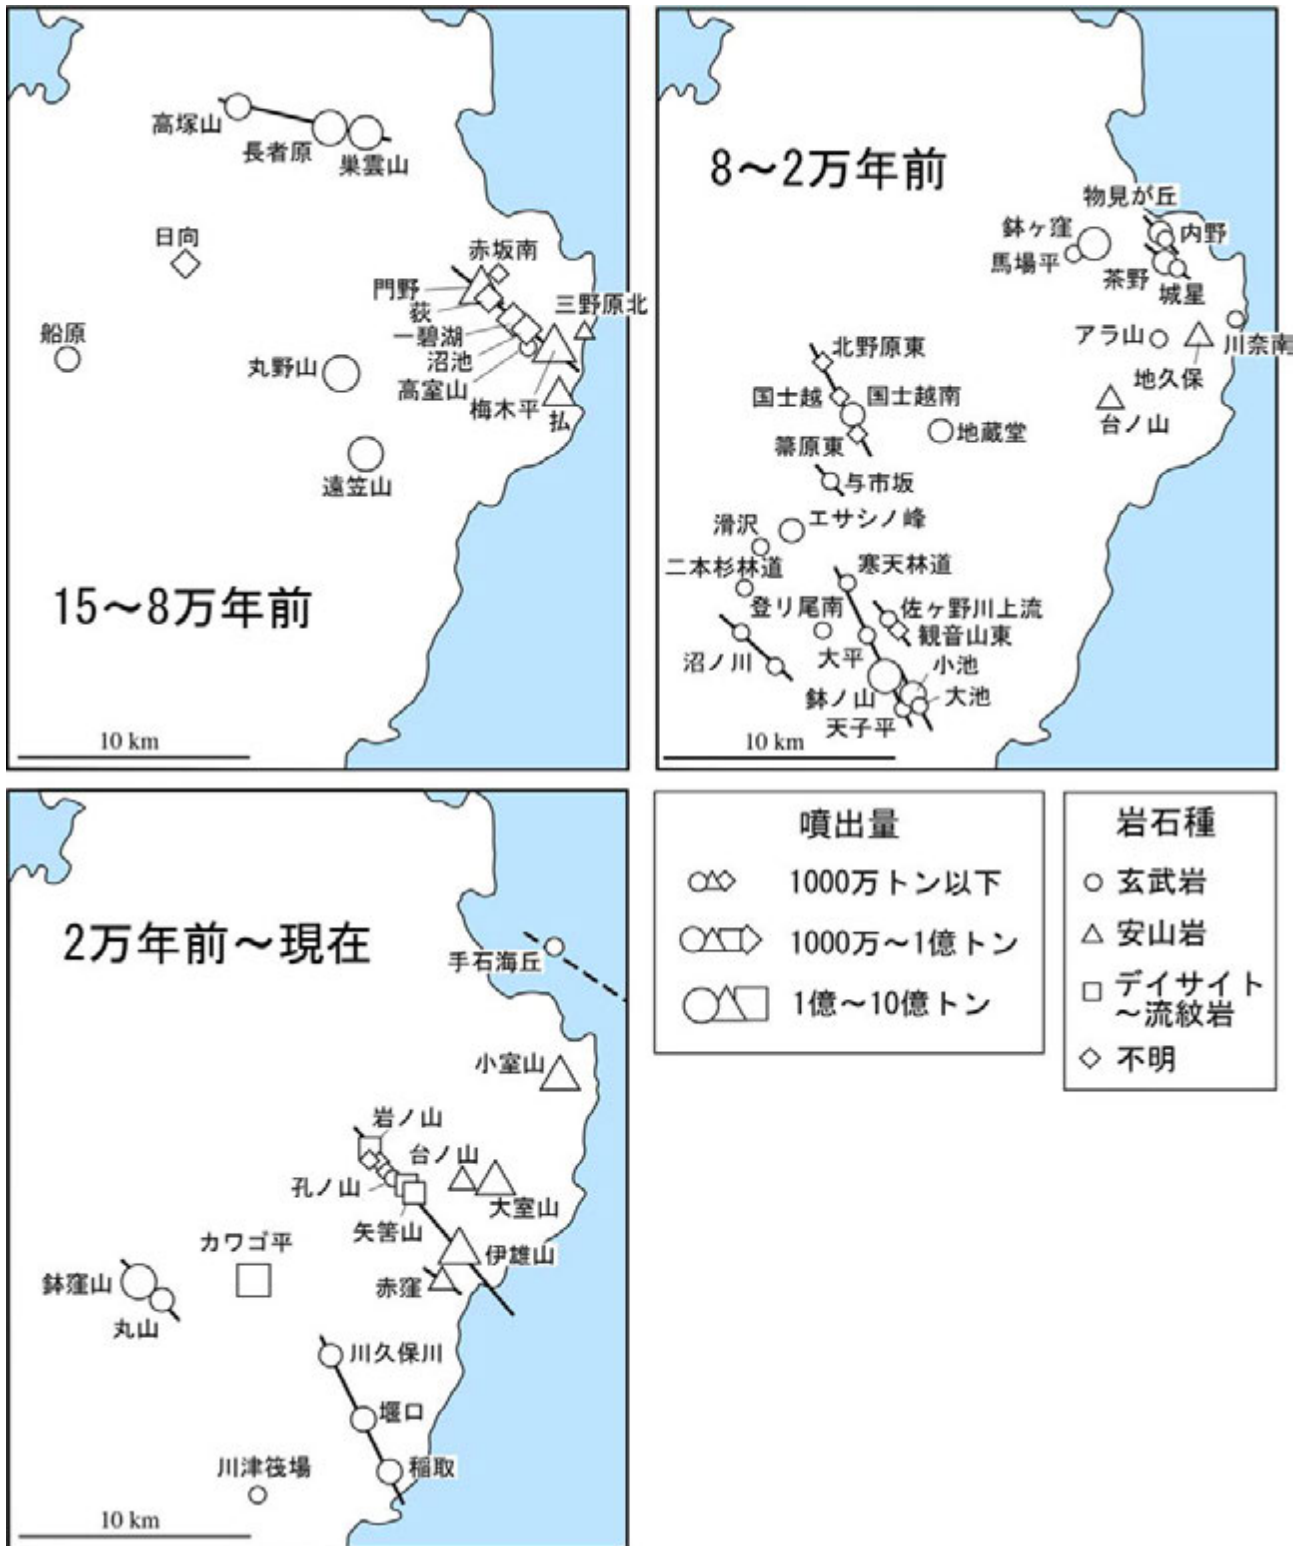 高塚山
長者原
巣雲山
日向
赤坂南
門野
荻
三野原北
一碧湖
船原
沼池
丸野山
高室山
梅木平
払
遠笠山
15～8万年前
10 km
8～2万年前
物見が丘
鉢ヶ窪
内野
馬場平
茶野
城星
アラ山
川奈南
北野原東
地久保
国士越
国士越南
台ノ山
地蔵堂
簗原東
与市坂
エサシノ峰
滑沢
二本杉林道
寒天林道
登り尾南
佐ヶ野川上流
観音山東
沼ノ川
大平
小池
鉢ノ山
大池
天子平
10 km
2万年前～現在
手石海丘
小室山
岩ノ山
台ノ山
孔ノ山
大室山
矢筈山
カワゴ平
伊雄山
鉢窪山
赤窪
丸山
川久保川
堰口
川津筏場
稲取
10 km
噴出量
1000万トン以下
1000万～1億トン
1億～10億トン
岩石種
玄武岩
安山岩
デイサイト
～流紋岩
不明